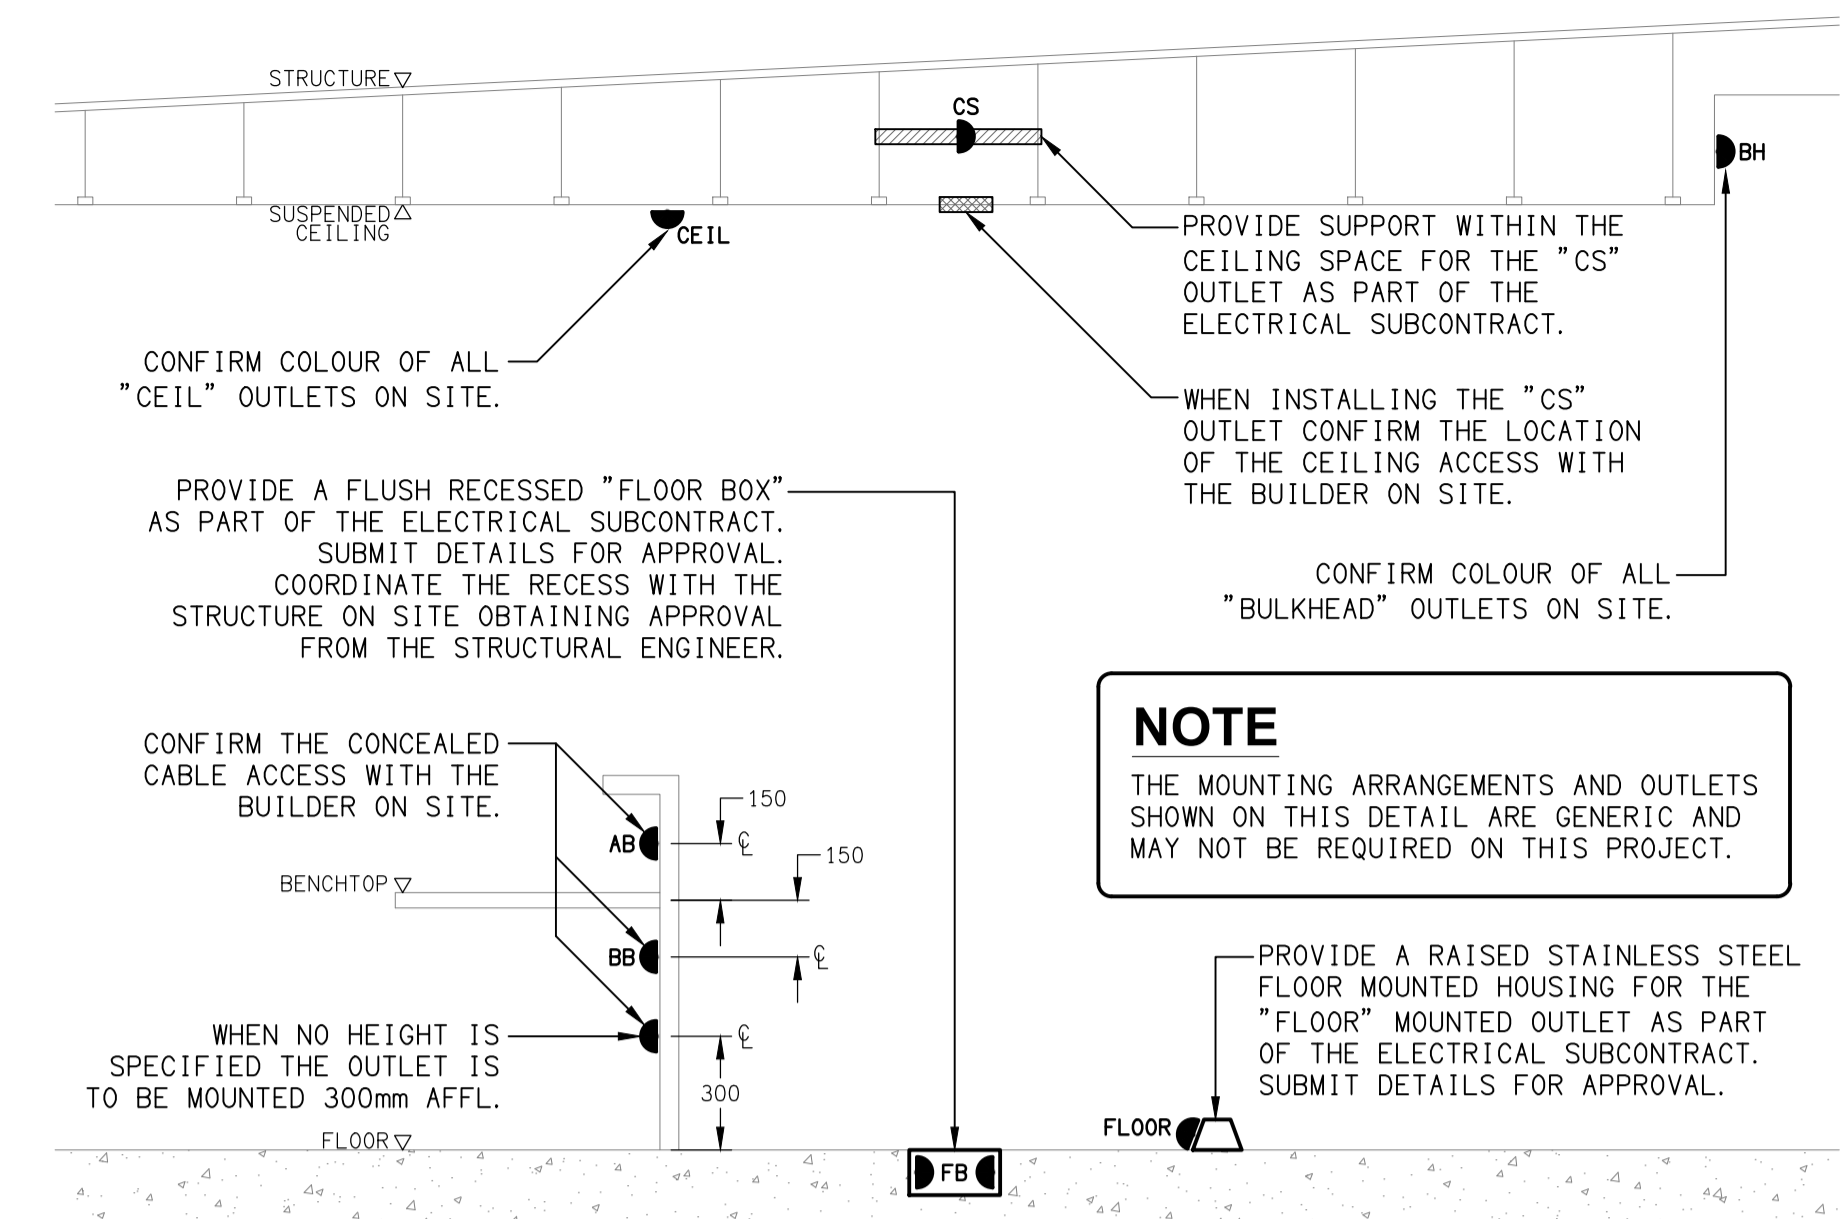 STRUCTURE
CS
BH
SUSPENDED
CEILING
CEIL
PROVIDE SUPPORT WITHIN THE
CEILING SPACE FOR THE "CS"
OUTLET AS PART OF THE
ELECTRICAL SUBCONTRACT.
CONFIRM COLOUR OF ALL
"CEIL" OUTLETS ON SITE.
WHEN INSTALLING THE "CS"
OUTLET CONFIRM THE LOCATION
OF THE CEILING ACCESS WITH
THE BUILDER ON SITE.
PROVIDE A FLUSH RECESSED "FLOOR BOX"
AS PART OF THE ELECTRICAL SUBCONTRACT.
SUBMIT DETAILS FOR APPROVAL.
COORDINATE THE RECESS WITH THE
STRUCTURE ON SITE OBTAINING APPROVAL
FROM THE STRUCTURAL ENGINEER.
CONFIRM COLOUR OF ALL
"BULKHEAD" OUTLETS ON SITE.
NOTE
THE MOUNTING ARRANGEMENTS AND OUTLETS
SHOWN ON THIS DETAIL ARE GENERIC AND
MAY NOT BE REQUIRED ON THIS PROJECT.
CONFIRM THE CONCEALED
CABLE ACCESS WITH THE
BUILDER ON SITE.
150
AB
℄
150
BENCHTOP
BB
℄
WHEN NO HEIGHT IS
SPECIFIED THE OUTLET IS
TO BE MOUNTED 300mm AFFL.
℄
300
FLOOR
PROVIDE A RAISED STAINLESS STEEL
FLOOR MOUNTED HOUSING FOR THE
"FLOOR" MOUNTED OUTLET AS PART
OF THE ELECTRICAL SUBCONTRACT.
SUBMIT DETAILS FOR APPROVAL.
FLOOR
FB